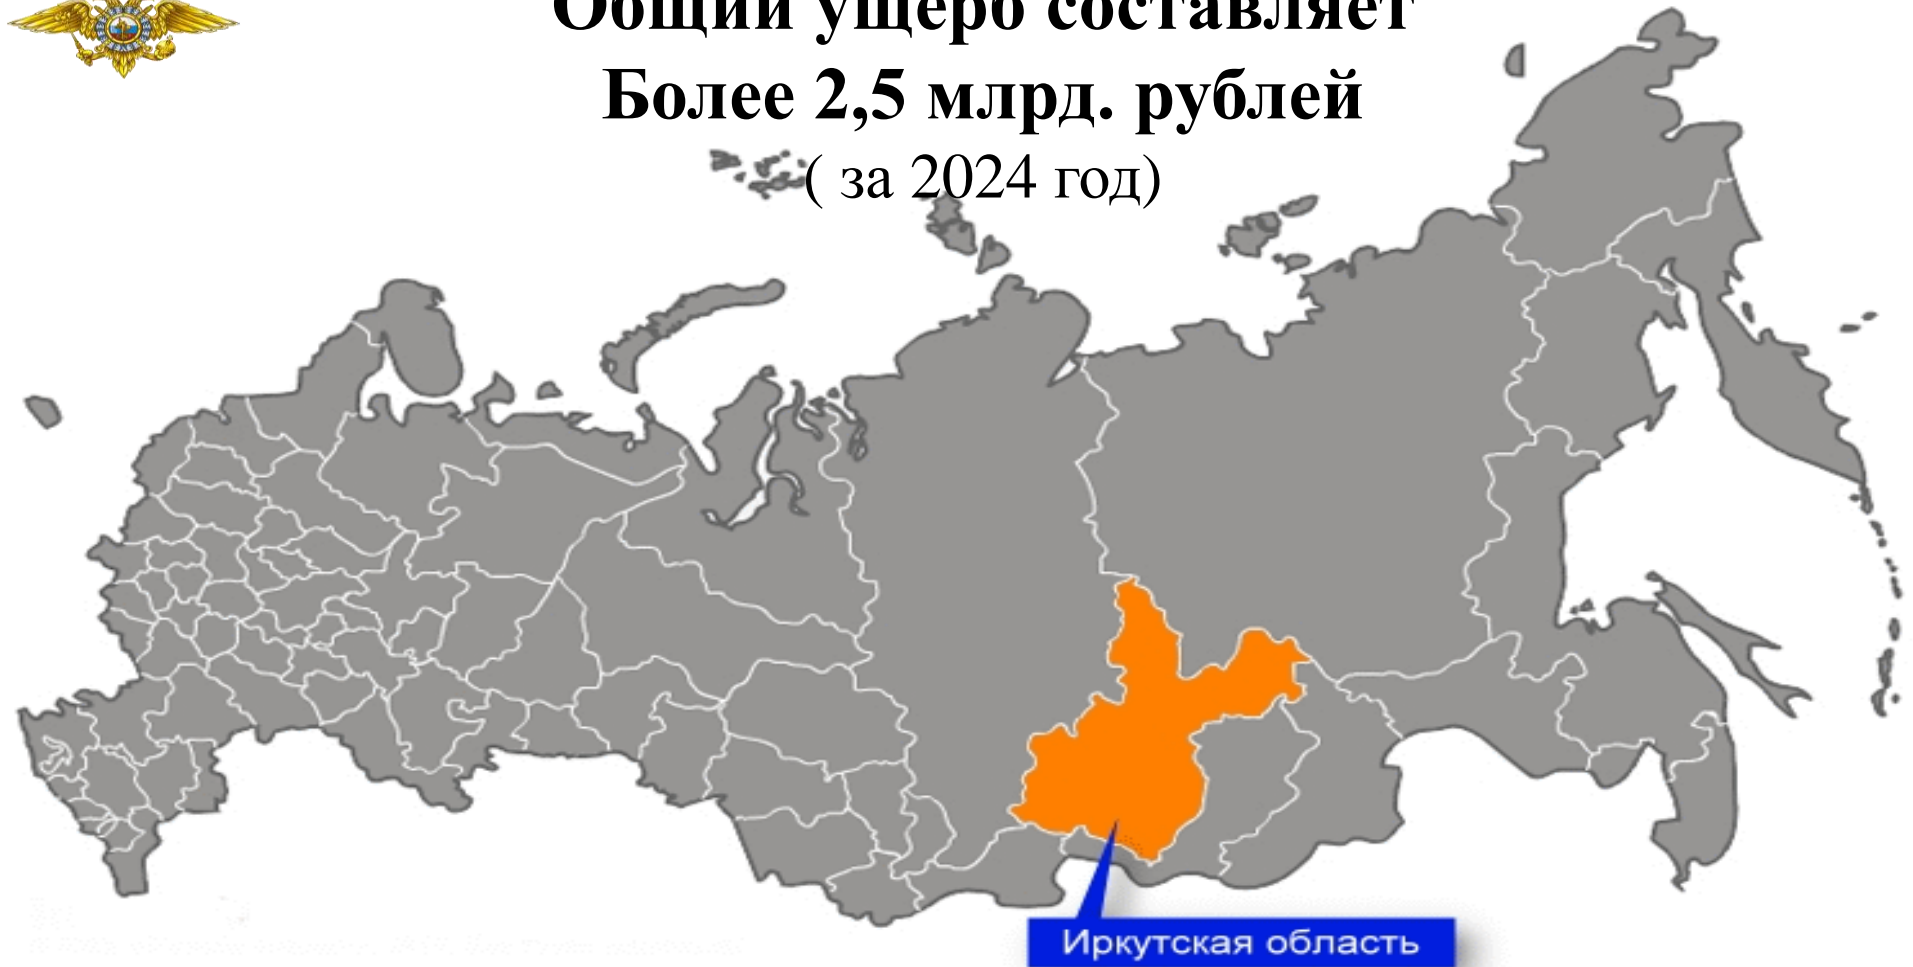 Общий ущерб составляет
Более 2,5 млрд. рублей
( за 2024 год)
Иркутская область